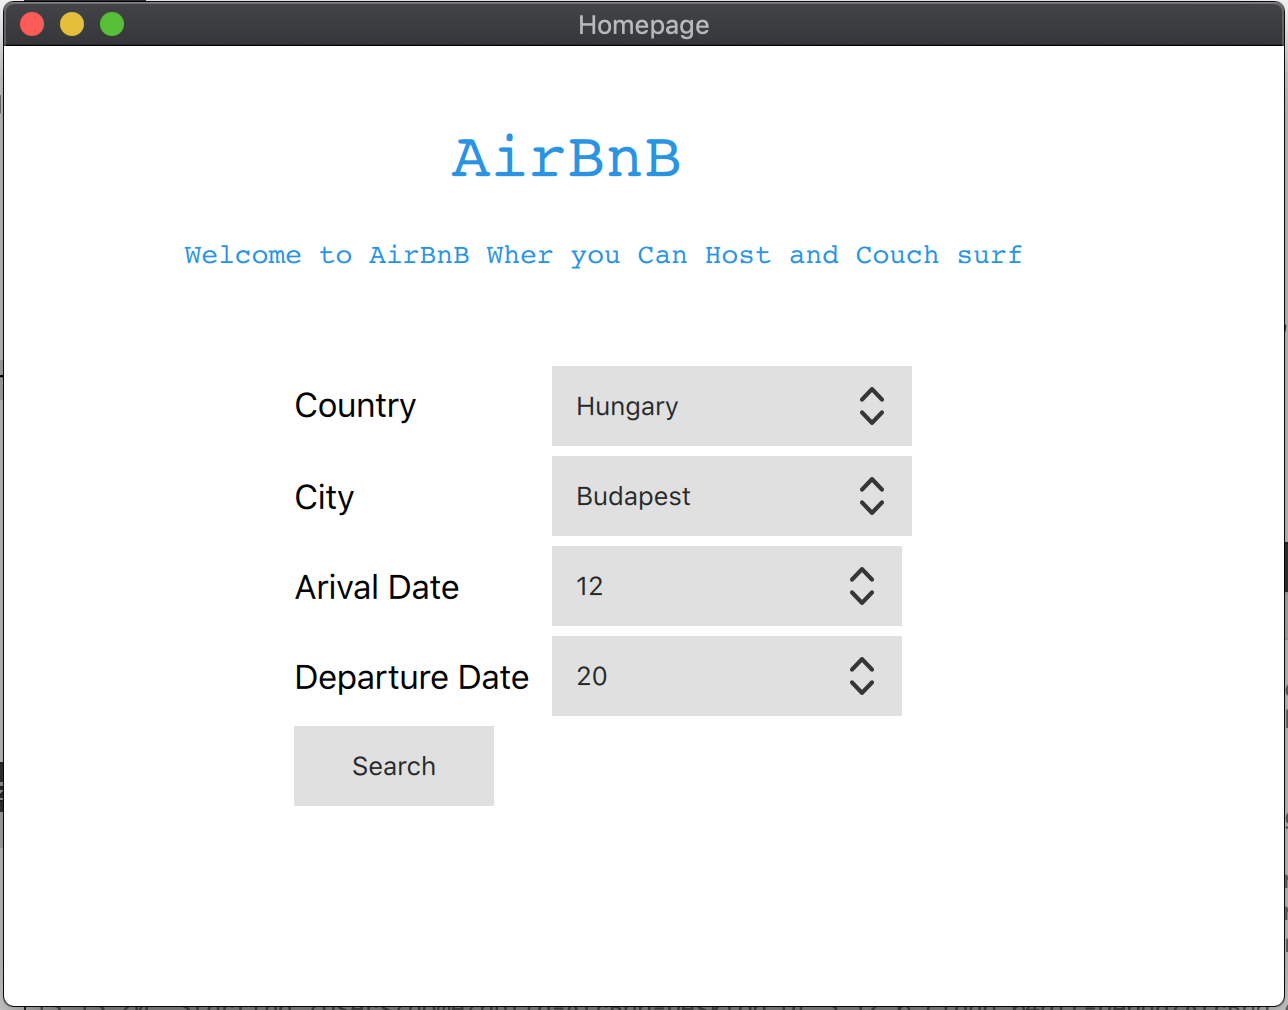 Homepage
AirBnB
Welcome to AirBnB Wher you Can Host and Couch surf
Country Hungary
City Budapest
Arival Date 12
Departure Date 20
Search